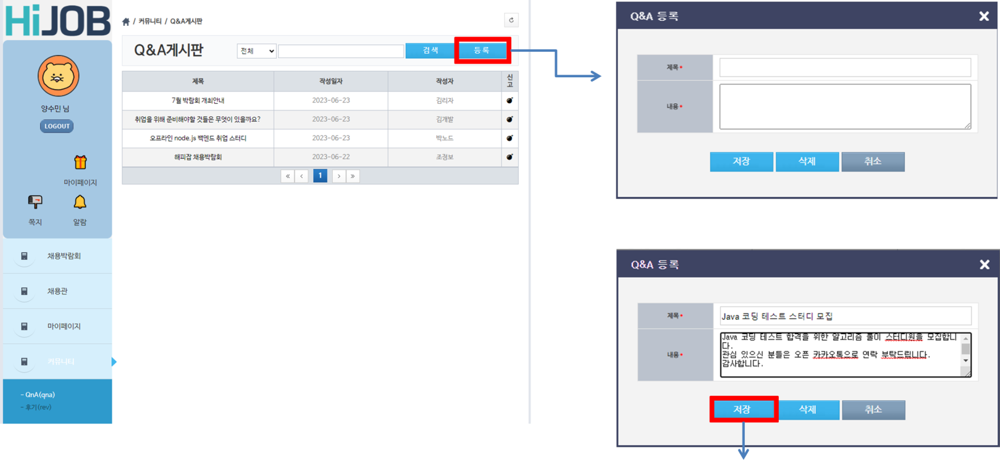 HiJOB
양수민 님
LOGOUT
마이페이지
쪽지
알람
채용박람회
채용관
마이페이지
커뮤니티
- QnA(qna)
- 후기(rev)
/ 커뮤니티 / Q&A게시판
Q&A게시판
전체
검색
등록
제목 작성일자 작성자 신고
7월 박람회 개최안내 2023-06-23 김리자
취업을 위해 준비해야할 것들은 무엇이 있을까요? 2023-06-23 김개발
오프라인 node.js 백엔드 취업 스터디 2023-06-23 박노드
해피잡 채용박람회 2023-06-22 조정보
« ‹ 1 › »
Q&A 등록
제목*
내용*
저장 삭제 취소
Q&A 등록
제목* Java 코딩 테스트 스터디 모집
내용*
Java 코딩 테스트 합격을 위한 알고리즘 풀이 스터디원을 모집합니
다.
관심 있으신 분들은 오픈 카카오톡으로 연락 부탁드립니다.
감사합니다.
저장 삭제 취소